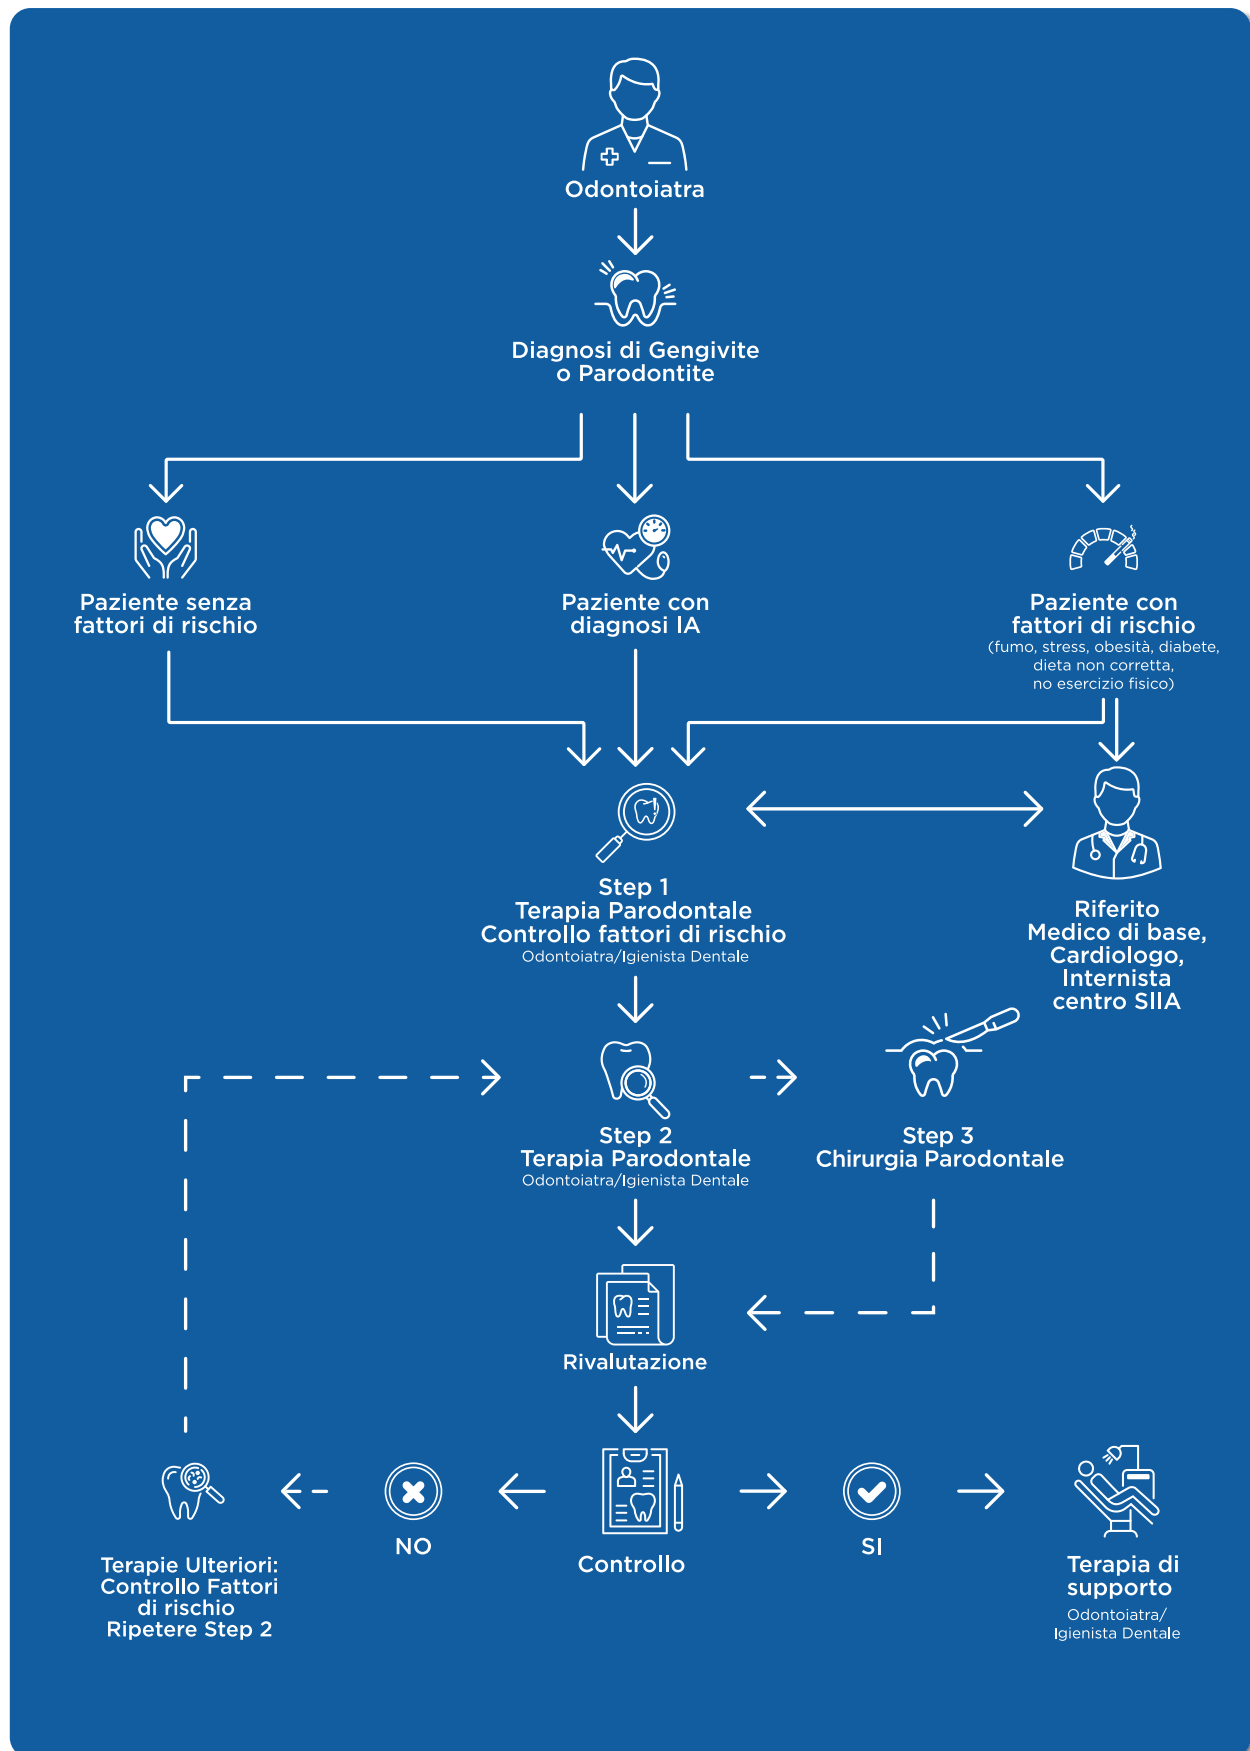 Odontoiatra
Diagnosi di Gengivite
o Parodontite
Paziente senza
fattori di rischio
Paziente con
diagnosi IA
Paziente con
fattori di rischio
(fumo, stress, obesità, diabete,
dieta non corretta,
no esercizio fisico)
Step 1
Terapia Parodontale
Controllo fattori di rischio
Odontoiatra/Igienista Dentale
Riferito
Medico di base,
Cardiologo,
Internista
centro SIIA
Step 2
Terapia Parodontale
Odontoiatra/Igienista Dentale
Step 3
Chirurgia Parodontale
Rivalutazione
Controllo
NO
SI
Terapie Ulteriori:
Controllo Fattori
di rischio
Ripetere Step 2
Terapia di
supporto
Odontoiatra/
Igienista Dentale